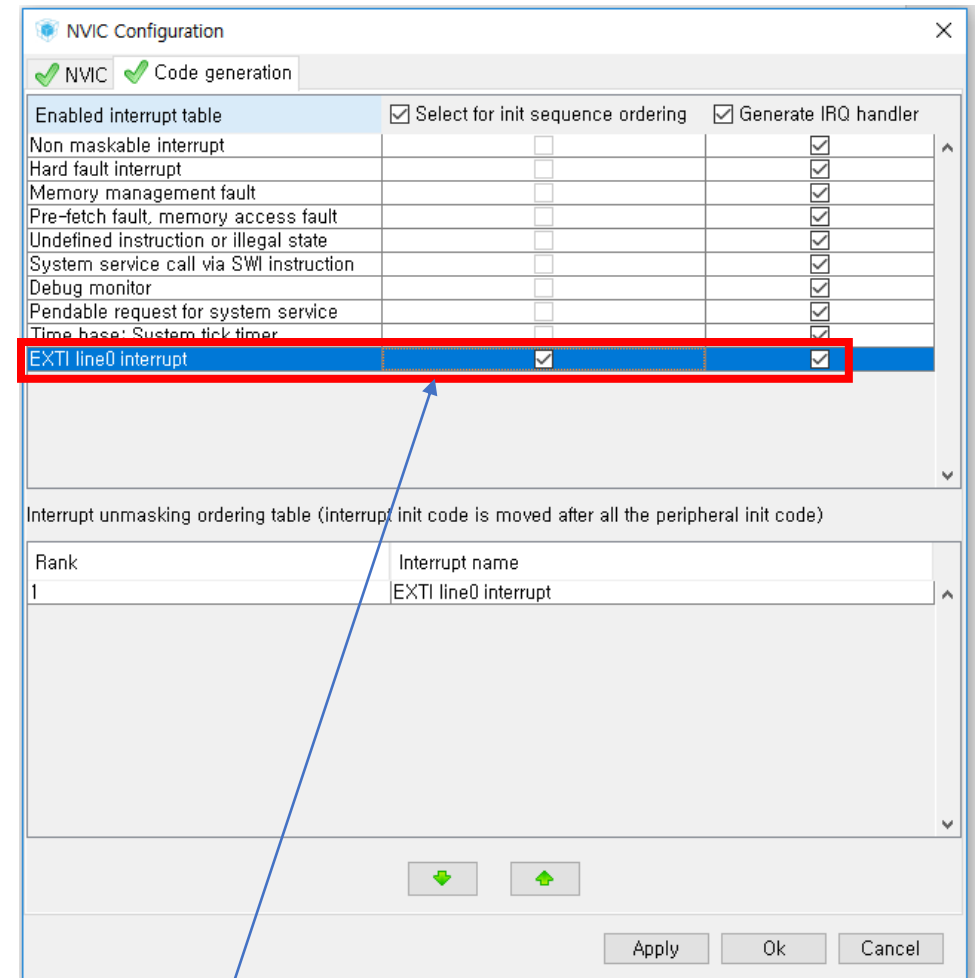 NVIC Configuration
NVIC Code generation
Enabled interrupt table Select for init sequence ordering Generate IRQ handler
Non maskable interrupt
Hard fault interrupt
Memory management fault
Pre-fetch fault, memory access fault
Undefined instruction or illegal state
System service call via SWI instruction
Debug monitor
Pendable request for system service
Time base: System tick timer
EXTI line0 interrupt
Interrupt unmasking ordering table (interrupt init code is moved after all the peripheral init code)
Rank Interrupt name
1 EXTI line0 interrupt
Apply Ok Cancel